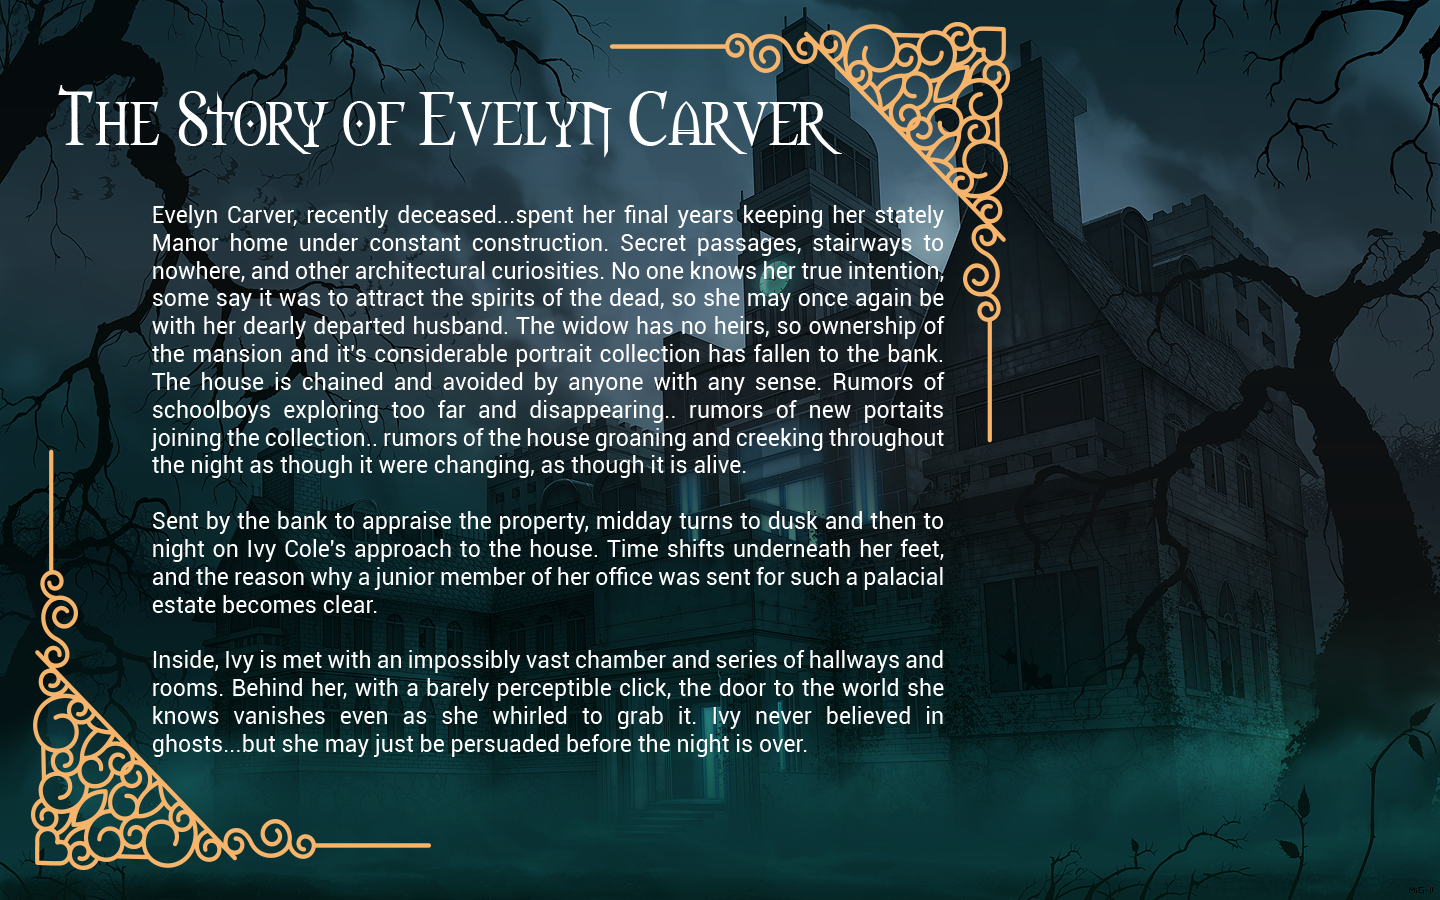 The Story of Evelyn Carver
Evelyn Carver, recently deceased...spent her final years keeping her stately
Manor home under constant construction. Secret passages, stairways to
nowhere, and other architectural curiosities. No one knows her true intention,
some say it was to attract the spirits of the dead, so she may once again be
with her dearly departed husband. The widow has no heirs, so ownership of
the mansion and it's considerable portrait collection has fallen to the bank.
The house is chained and avoided by anyone with any sense. Rumors of
schoolboys exploring too far and disappearing.. rumors of new portaits
joining the collection.. rumors of the house groaning and creeking throughout
the night as though it were changing, as though it is alive.
Sent by the bank to appraise the property, midday turns to dusk and then to
night on Ivy Cole's approach to the house. Time shifts underneath her feet,
and the reason why a junior member of her office was sent for such a palacial
estate becomes clear.
Inside, Ivy is met with an impossibly vast chamber and series of hallways and
rooms. Behind her, with a barely perceptible click, the door to the world she
knows vanishes even as she whirled to grab it. Ivy never believed in
ghosts...but she may just be persuaded before the night is over.